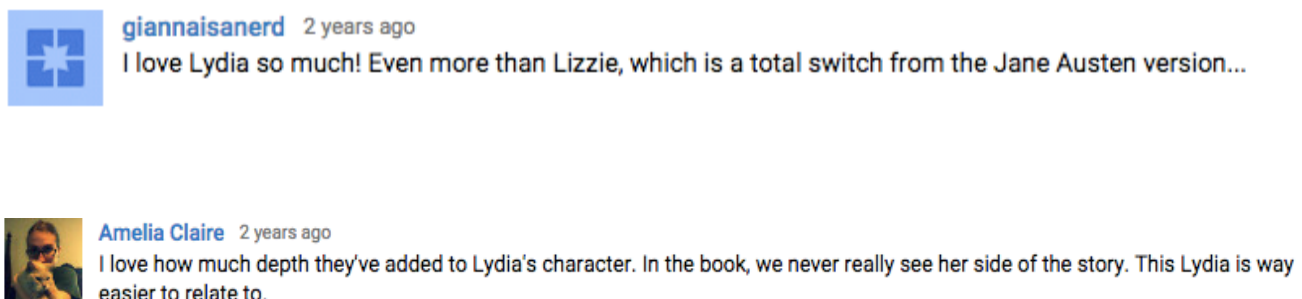 giannaisanerd 2 years ago
I love Lydia so much! Even more than Lizzie, which is a total switch from the Jane Austen version...
Amelia Claire 2 years ago
I love how much depth they've added to Lydia's character. In the book, we never really see her side of the story. This Lydia is way
easier to relate to.